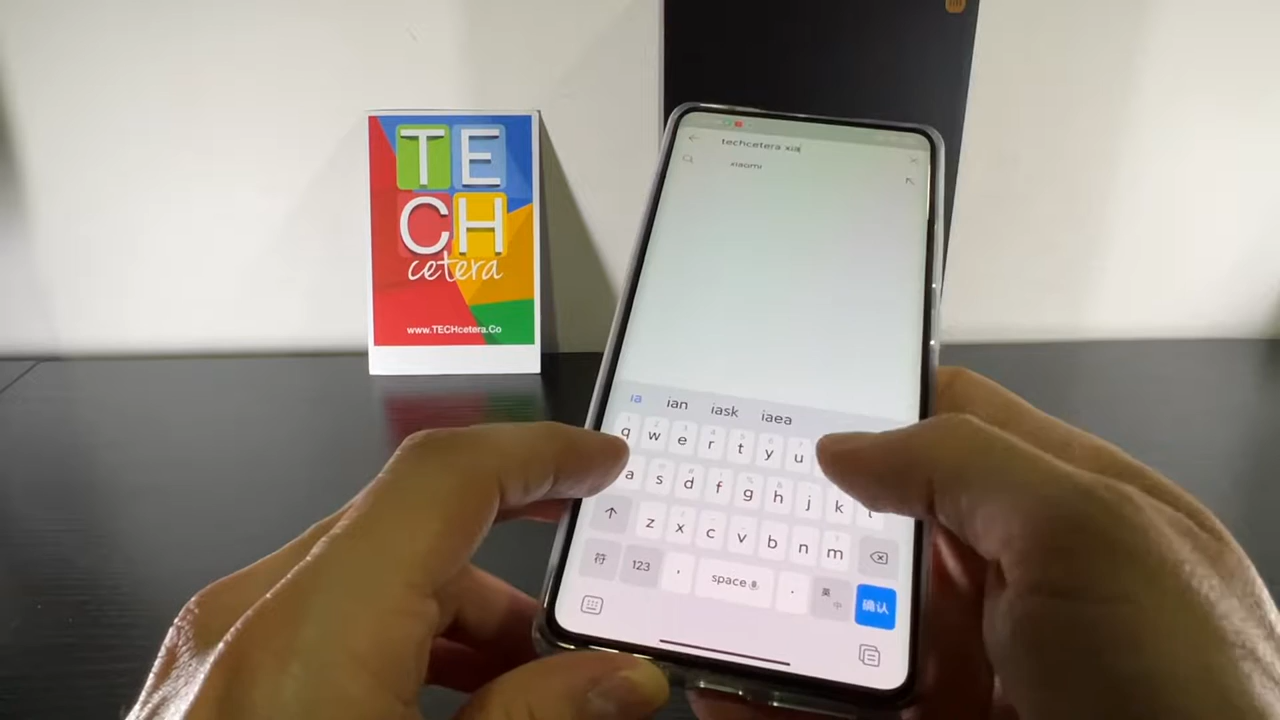 TE
CH
cetera
www.TECHcetera.Co
techcetera xia
xiaomi
ia ian iask iaea
q w e r t y u
a s d f g h j k l
z x c v b n m
符 123 , space . 英 中 确认